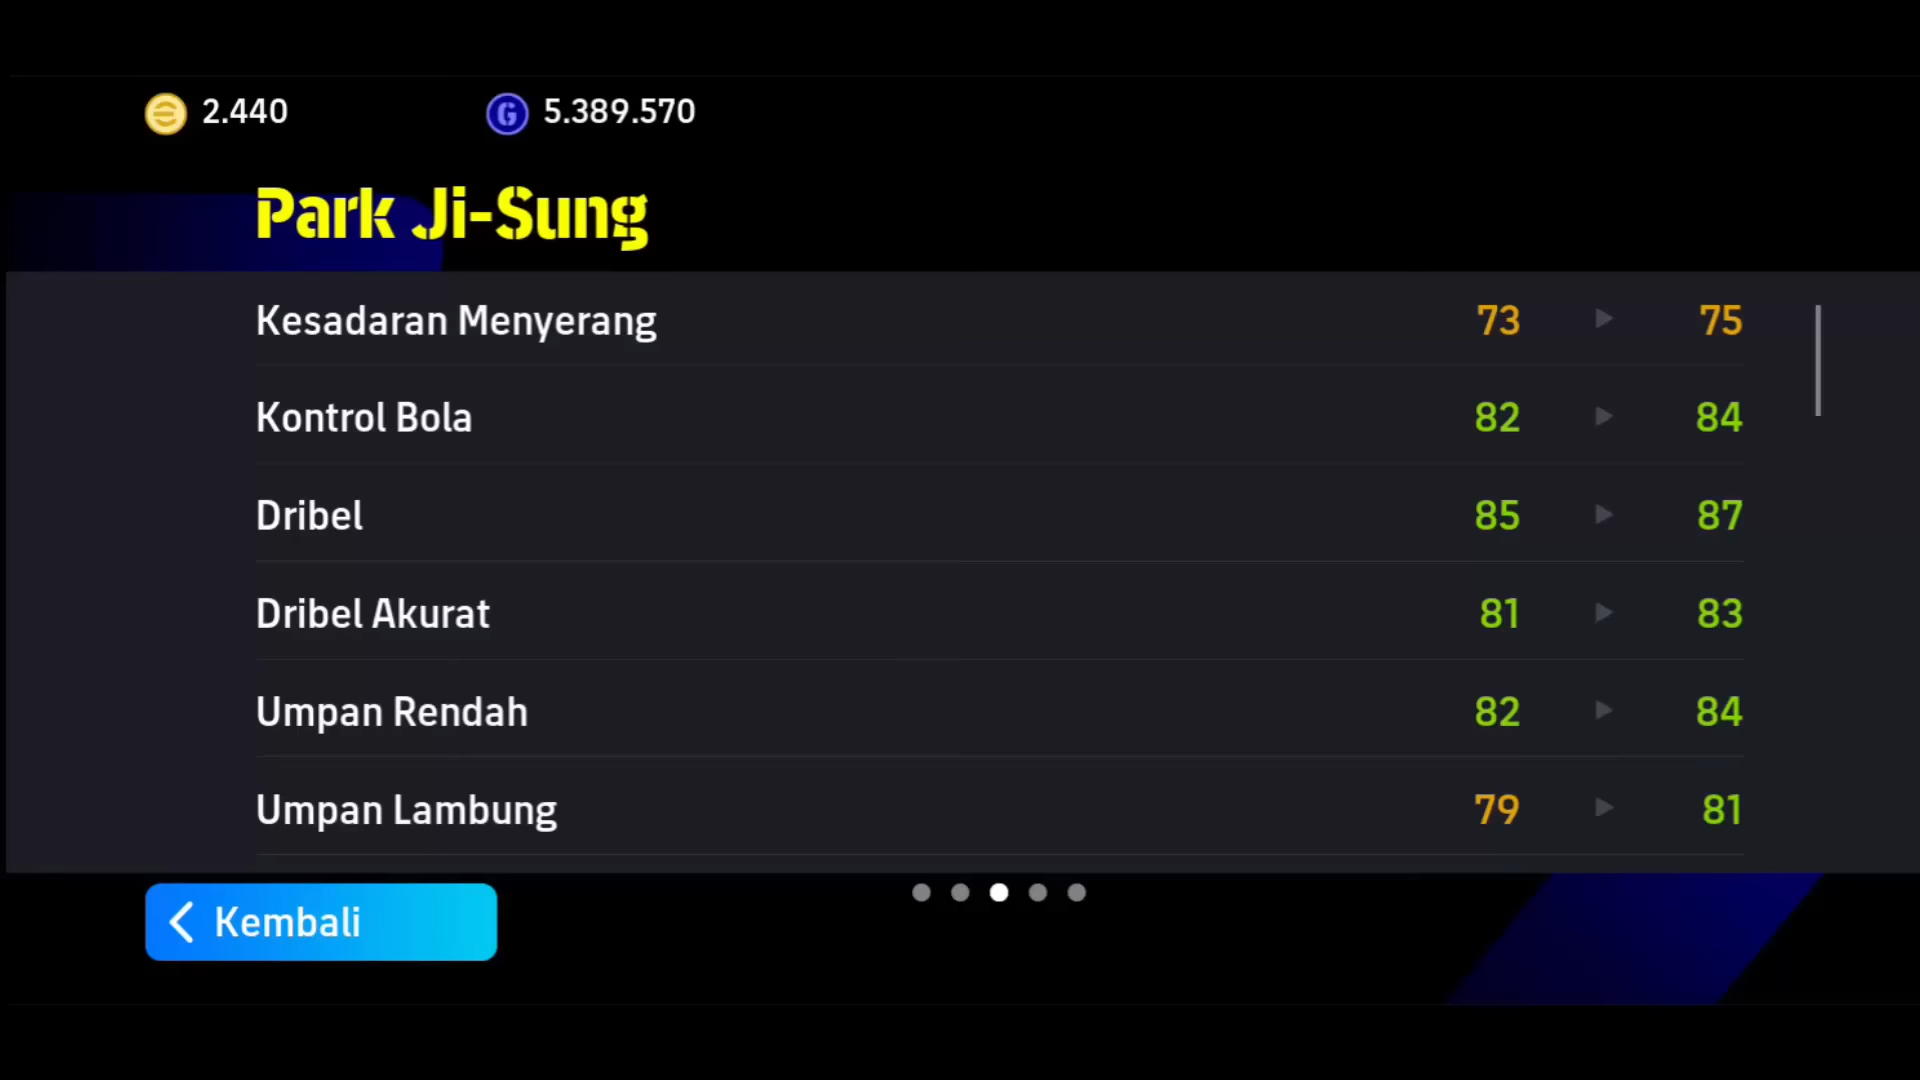 2.440 5.389.570
Park Ji-Sung
Kesadaran Menyerang 73 75
Kontrol Bola 82 84
Dribel 85 87
Dribel Akurat 81 83
Umpan Rendah 82 84
Umpan Lambung 79 81
Kembali